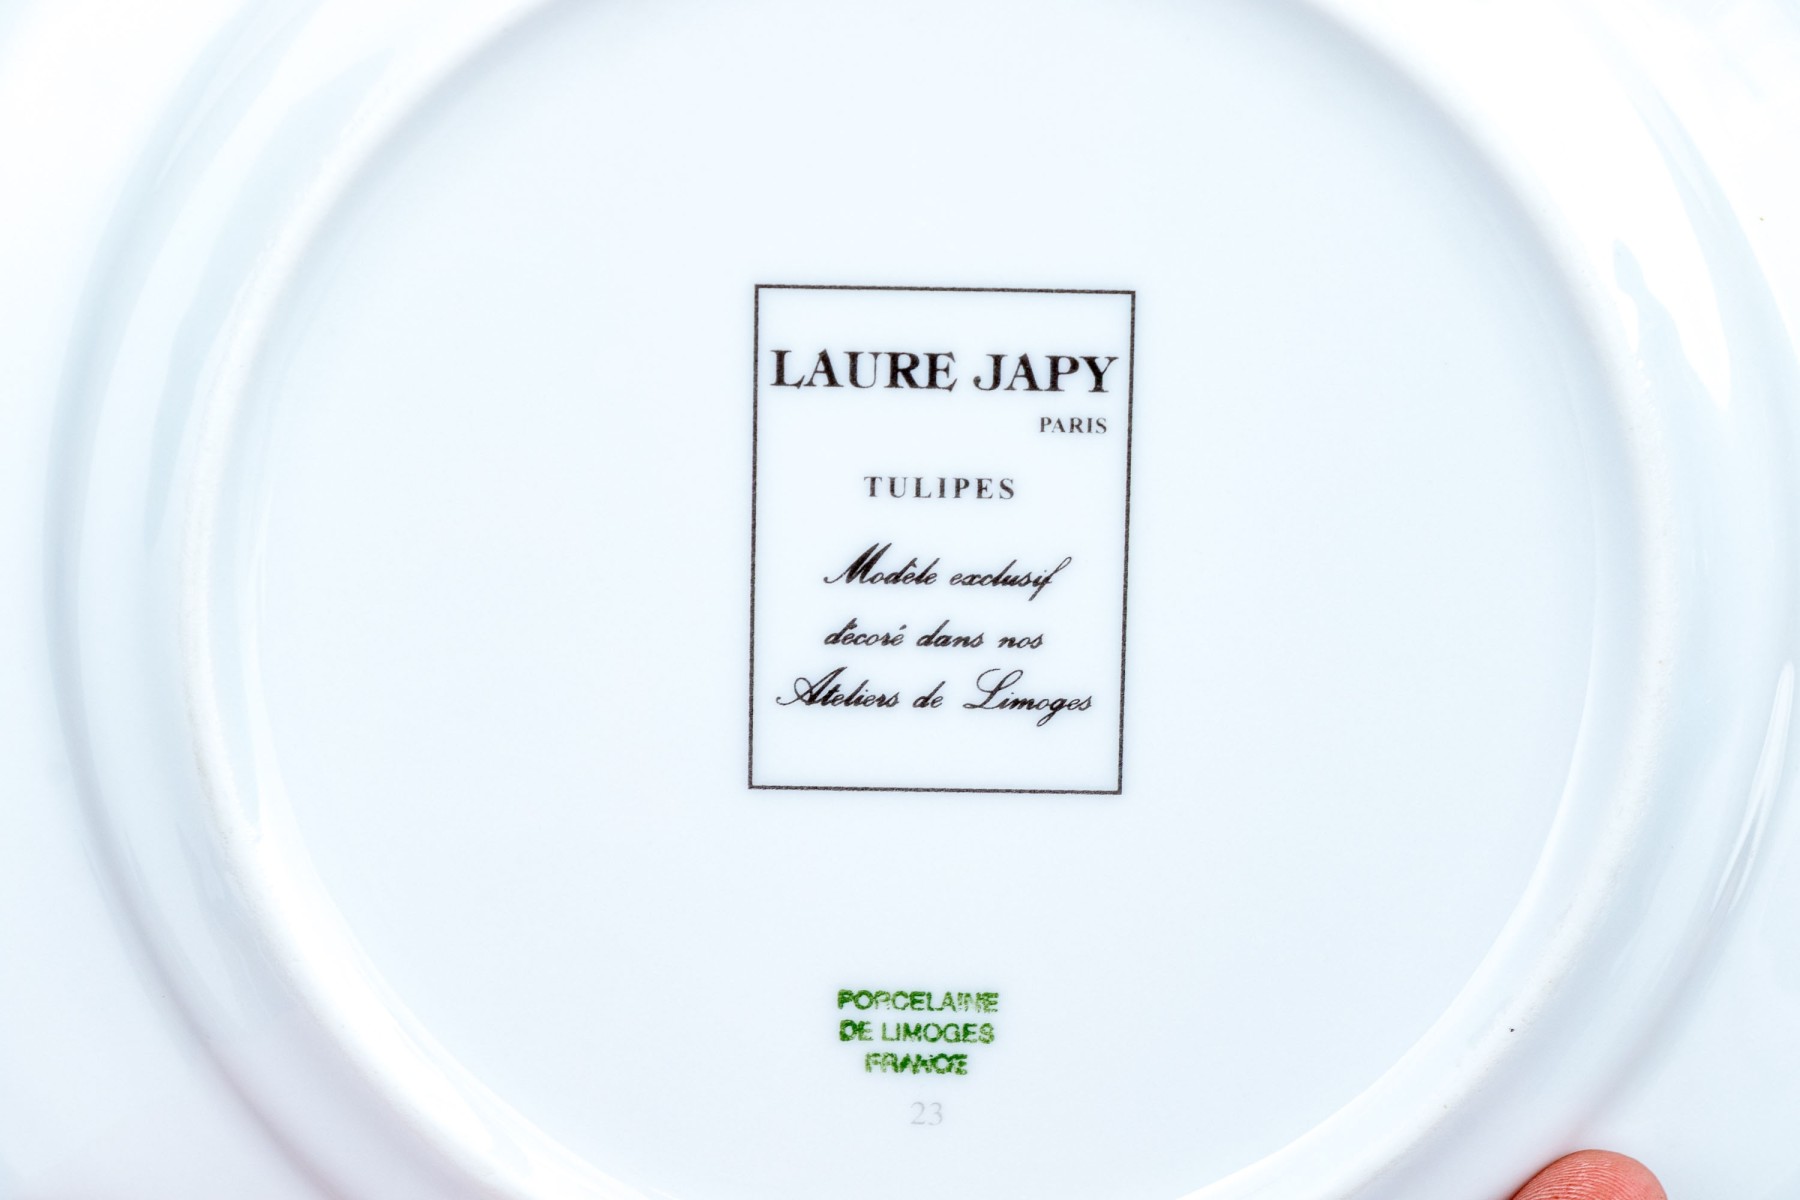 LAURE JAPY
PARIS
TULIPES
Modèle exclusif
décoré dans nos
Ateliers de Limoges
PORCELAINE
DE LIMOGES
FRANCE
23